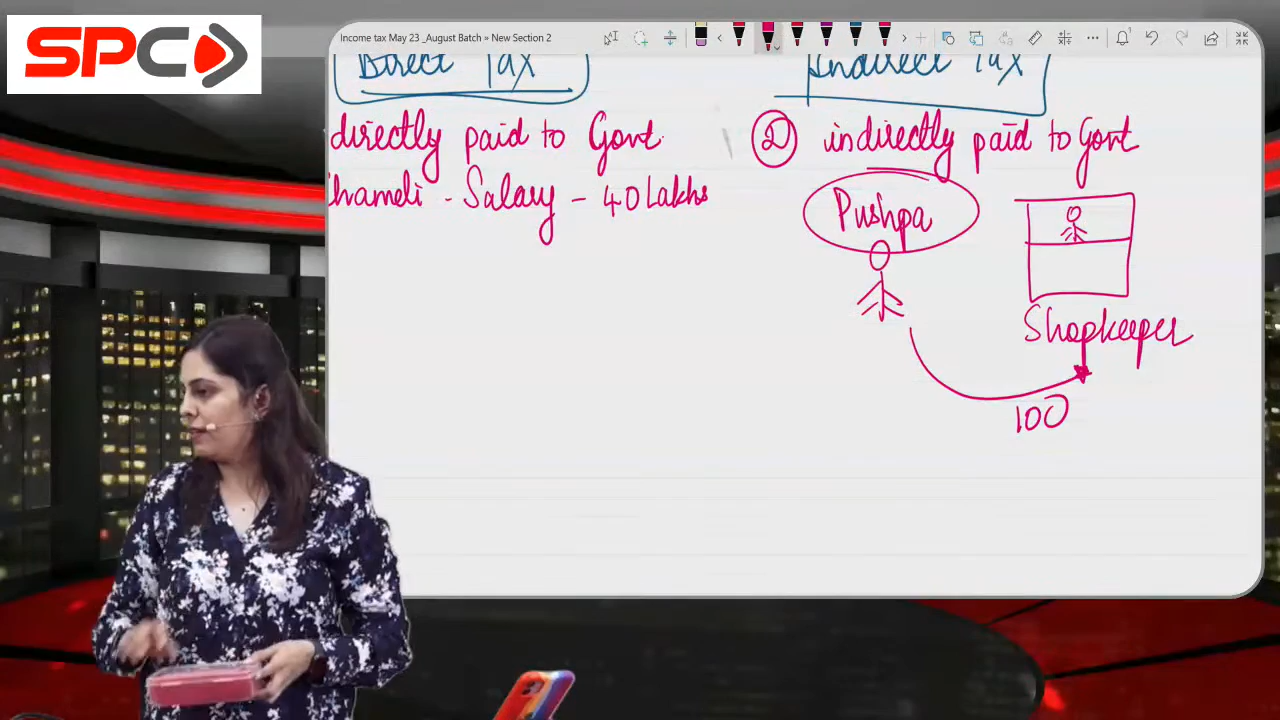 SPC
Income tax May 23 _August Batch » New Section 2
Direct Tax
Indirect Tax
directly paid to Govt.
hameli - Salary - 40 Lakhs
② indirectly paid to Govt
Pushpa
Shopkeeper
100